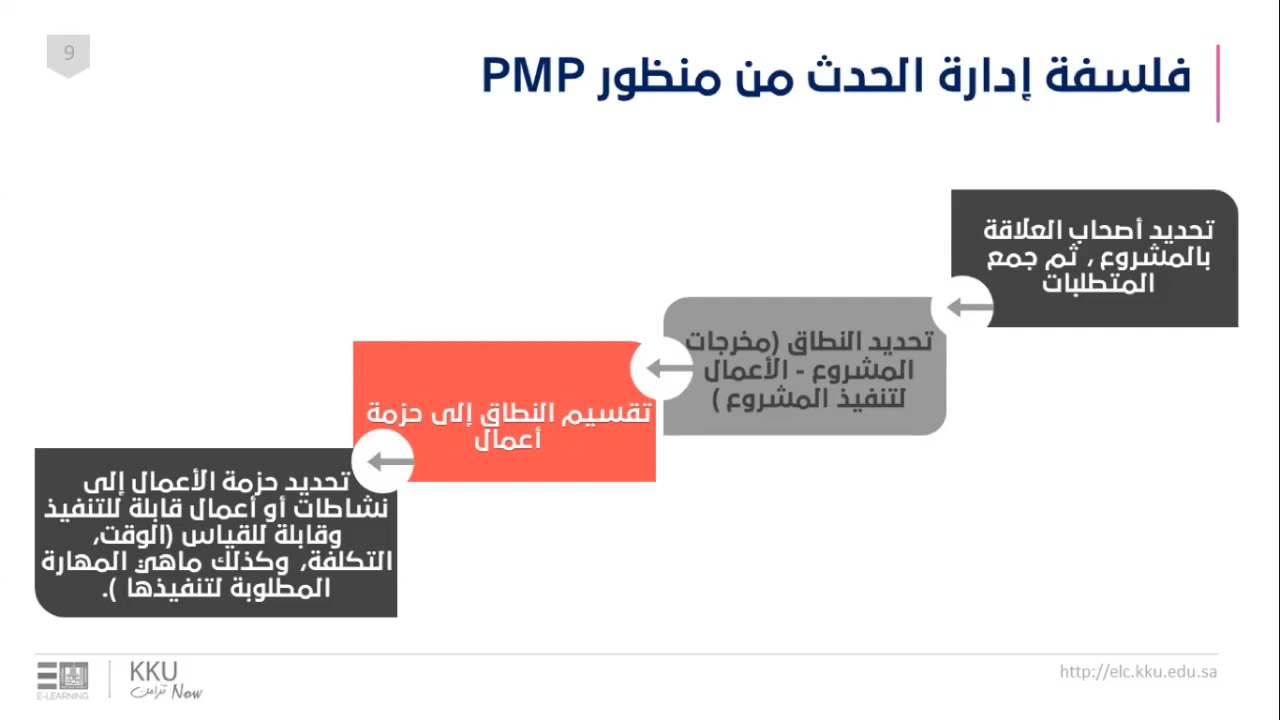 9
فلسفة إدارة الحدث من منظور PMP
تحديد أصحاب العلاقة
بالمشروع ، ثم جمع
المتطلبات
تحديد النطاق (مخرجات
المشروع - الأعمال
لتنفيذ المشروع )
تقسيم النطاق إلى حزمة
أعمال
تحديد حزمة الأعمال إلى
نشاطات أو أعمال قابلة للتنفيذ
وقابلة للقياس (الوقت,
التكلفة, وكذلك ماهي المهارة
المطلوبة لتنفيذها ).
E-LEARNING
KKU
تزامن Now
http://elc.kku.edu.sa